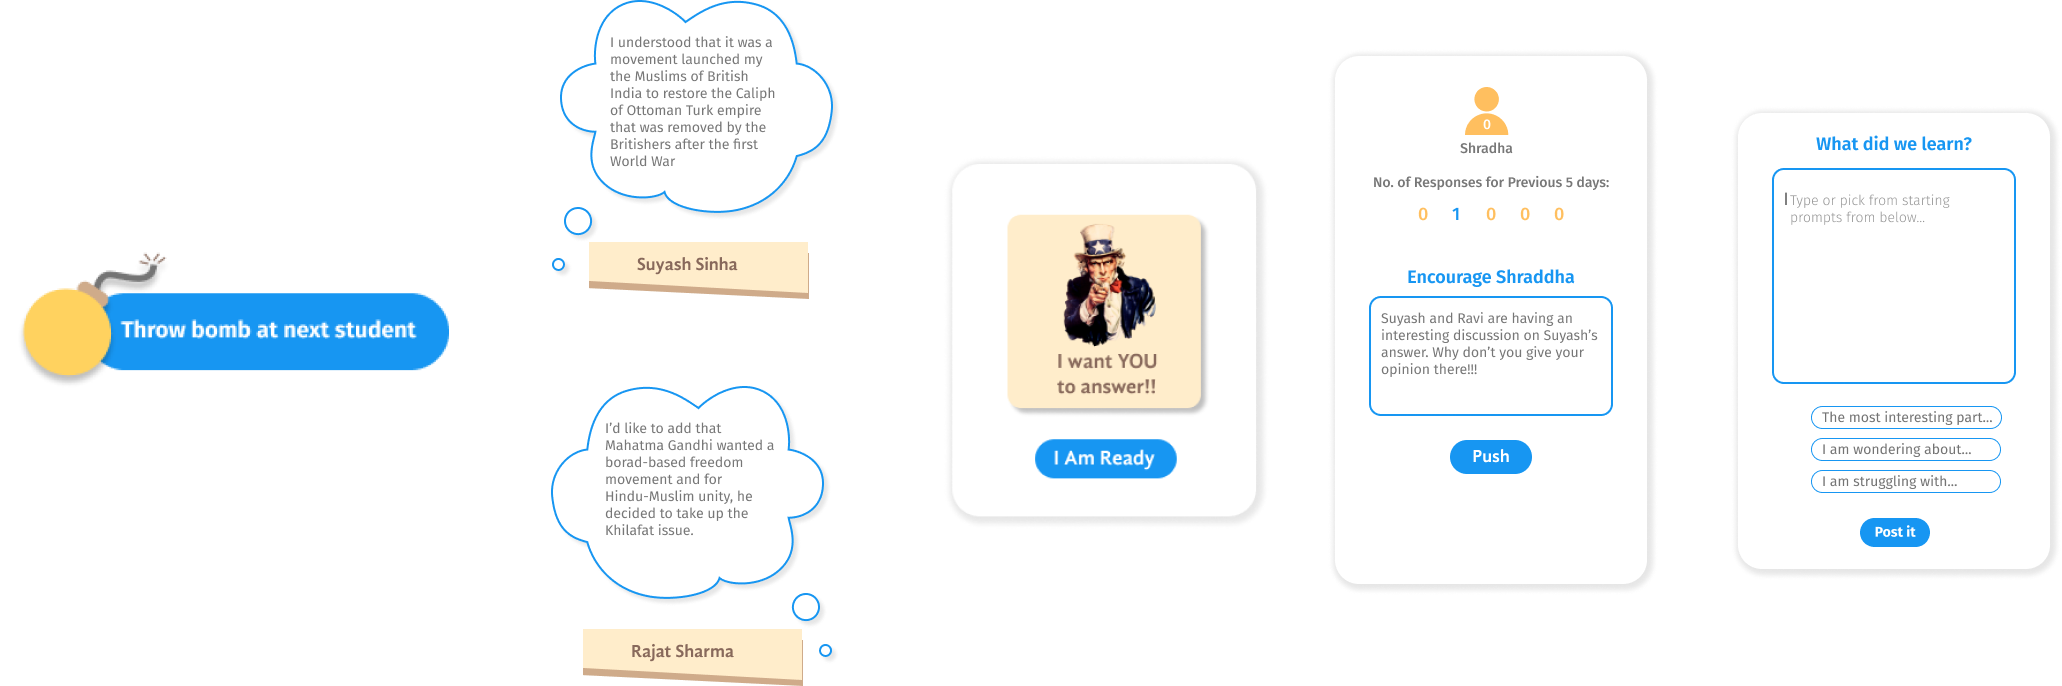 Throw bomb at next student
I understood that it was a
movement launched my
the Muslims of British
India to restore the Caliph
of Ottoman Turk empire
that was removed by the
Britishers after the first
World War
Suyash Sinha
I'd like to add that
Mahatma Gandhi wanted a
borad-based freedom
movement and for
Hindu-Muslim unity, he
decided to take up the
Khilafat issue.
Rajat Sharma
I want YOU
to answer!!
I Am Ready
0
Shradha
No. of Responses for Previous 5 days:
0 1 0 0 0
Encourage Shraddha
Suyash and Ravi are having an
interesting discussion on Suyash's
answer. Why don't you give your
opinion there!!!
Push
What did we learn?
Type or pick from starting
prompts from below...
The most interesting part...
I am wondering about...
I am struggling with...
Post it